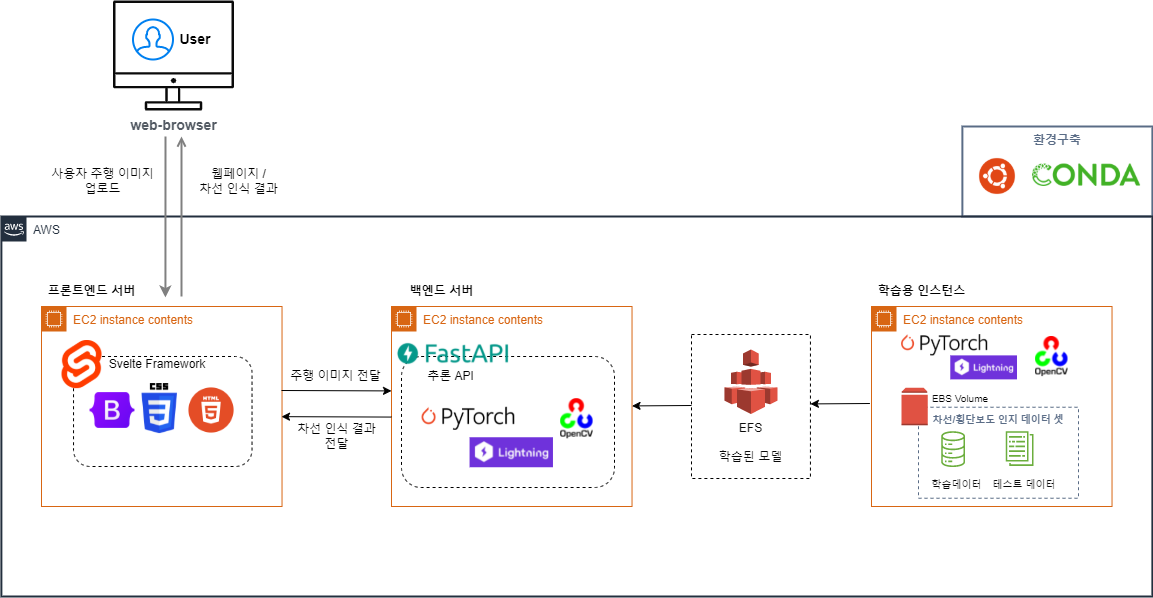 User
web-browser
사용자 주행 이미지
업로드
웹페이지 /
차선 인식 결과
환경구축
CONDA
aws
AWS
프론트엔드 서버
EC2 instance contents
Svelte Framework
B
CSS
3
HTML
5
주행 이미지 전달
차선 인식 결과
전달
백엔드 서버
EC2 instance contents
FastAPI
추론 API
PyTorch
OpenCV
Lightning
EFS
학습된 모델
학습용 인스턴스
EC2 instance contents
PyTorch
Lightning
OpenCV
EBS Volume
차선/횡단보도 인지 데이터 셋
학습데이터
테스트 데이터